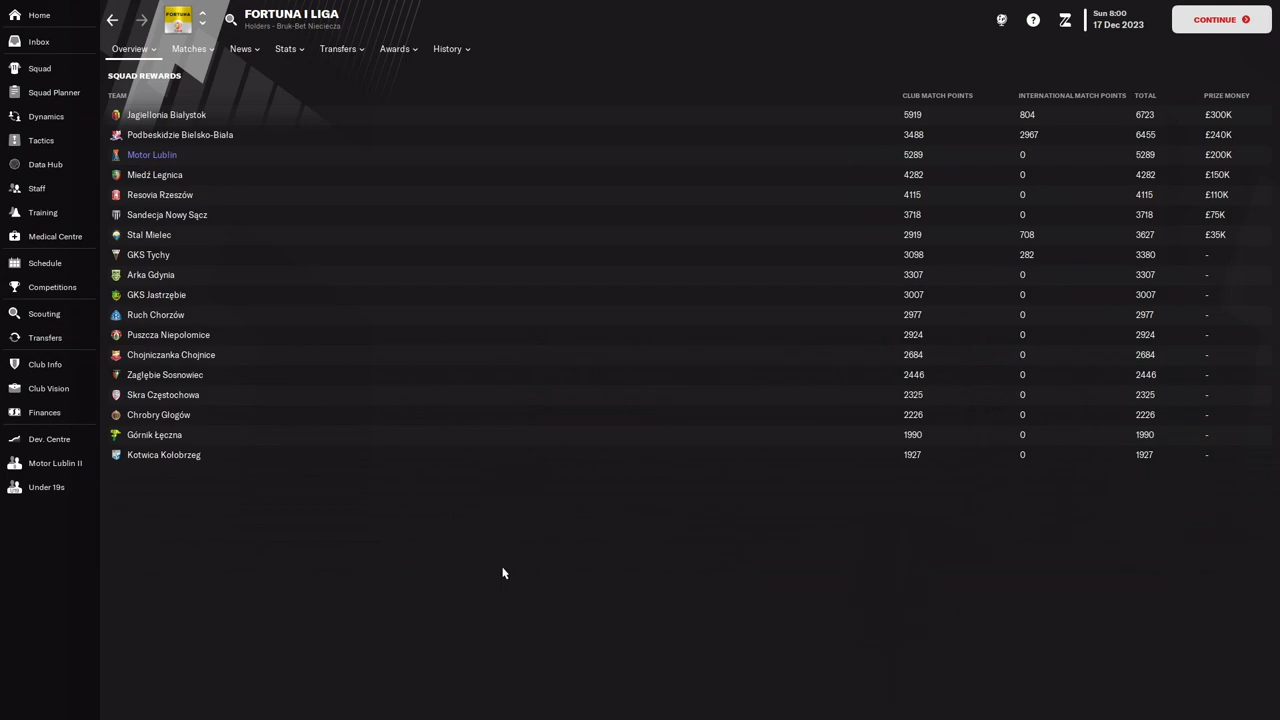 Home
Inbox
Squad
Squad Planner
Dynamics
Tactics
Data Hub
Staff
Training
Medical Centre
Schedule
Competitions
Scouting
Transfers
Club Info
Club Vision
Finances
Dev. Centre
Motor Lublin II
Under 19s
FORTUNA
FORTUNA I LIGA
Holders - Bruk-Bet Nieciecza
Sun 8:00
17 Dec 2023
CONTINUE
Overview Matches News Stats Transfers Awards History
SQUAD REWARDS
TEAM CLUB MATCH POINTS INTERNATIONAL MATCH POINTS TOTAL PRIZE MONEY
Jagiellonia Białystok 5919 804 6723 £300K
Podbeskidzie Bielsko-Biała 3488 2967 6455 £240K
Motor Lublin 5289 0 5289 £200K
Miedź Legnica 4282 0 4282 £150K
Resovia Rzeszów 4115 0 4115 £110K
Sandecja Nowy Sącz 3718 0 3718 £75K
Stal Mielec 2919 708 3627 £35K
GKS Tychy 3098 282 3380 -
Arka Gdynia 3307 0 3307 -
GKS Jastrzębie 3007 0 3007 -
Ruch Chorzów 2977 0 2977 -
Puszcza Niepołomice 2924 0 2924 -
Chojniczanka Chojnice 2684 0 2684 -
Zagłębie Sosnowiec 2446 0 2446 -
Skra Częstochowa 2325 0 2325 -
Chrobry Głogów 2226 0 2226 -
Górnik Łęczna 1990 0 1990 -
Kotwica Kołobrzeg 1927 0 1927 -